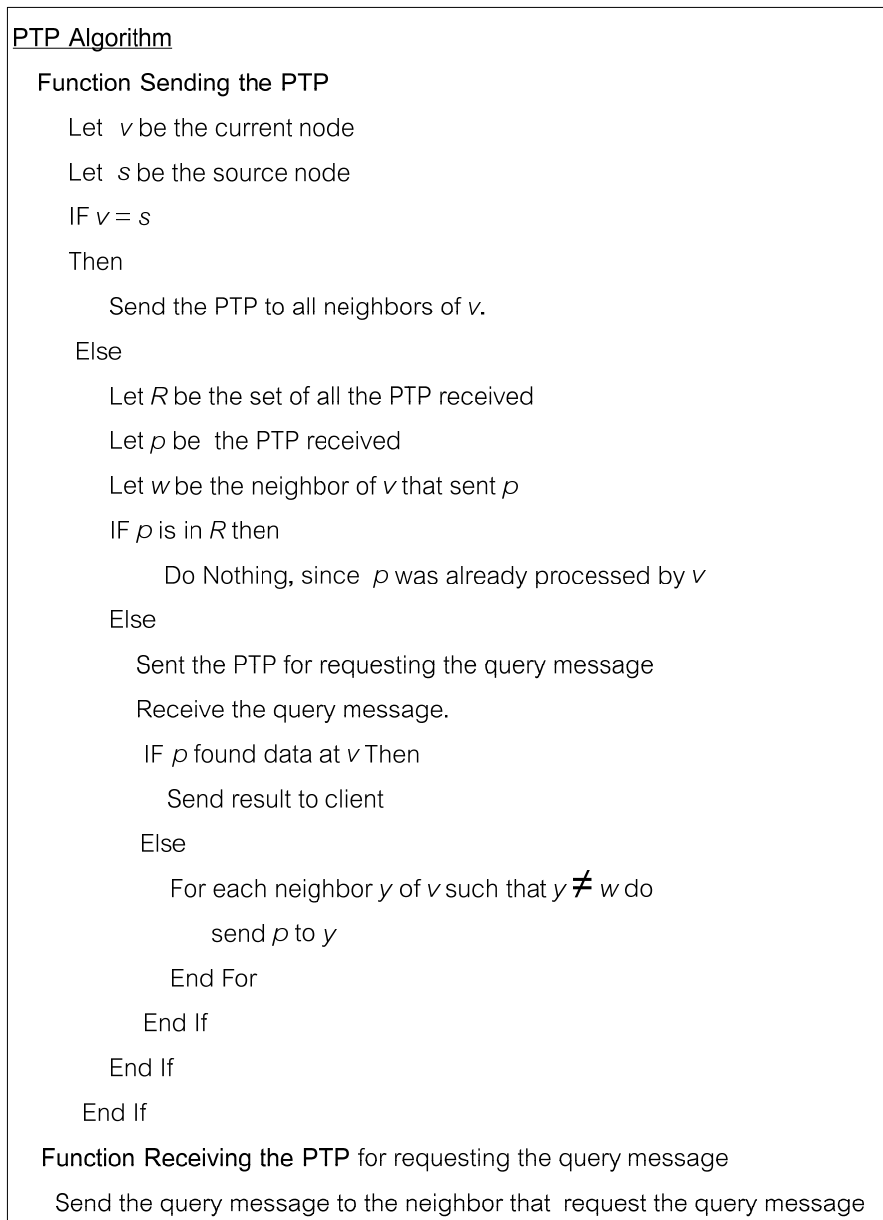 PTP Algorithm
Function Sending the PTP
Let v be the current node
Let s be the source node
IF v = s
Then
Send the PTP to all neighbors of v.
Else
Let R be the set of all the PTP received
Let p be the PTP received
Let w be the neighbor of v that sent p
IF p is in R then
Do Nothing, since p was already processed by v
Else
Sent the PTP for requesting the query message
Receive the query message.
IF p found data at v Then
Send result to client
Else
For each neighbor y of v such that y ≠ w do
send p to y
End For
End If
End If
End If
Function Receiving the PTP for requesting the query message
Send the query message to the neighbor that request the query message